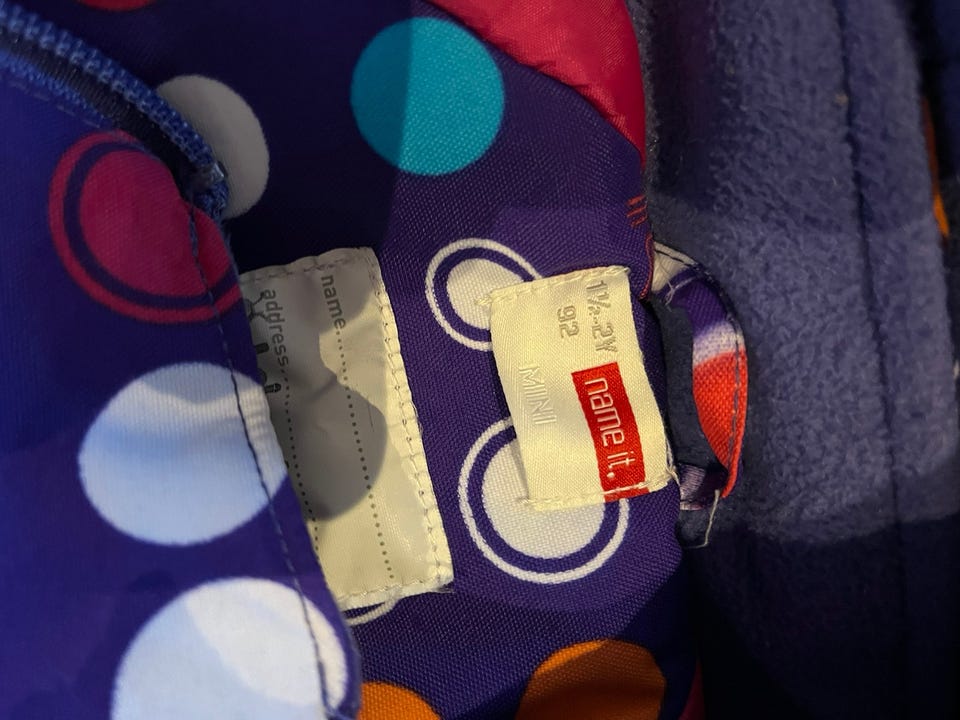 name it.
1½-2Y
92
MINI
name
address